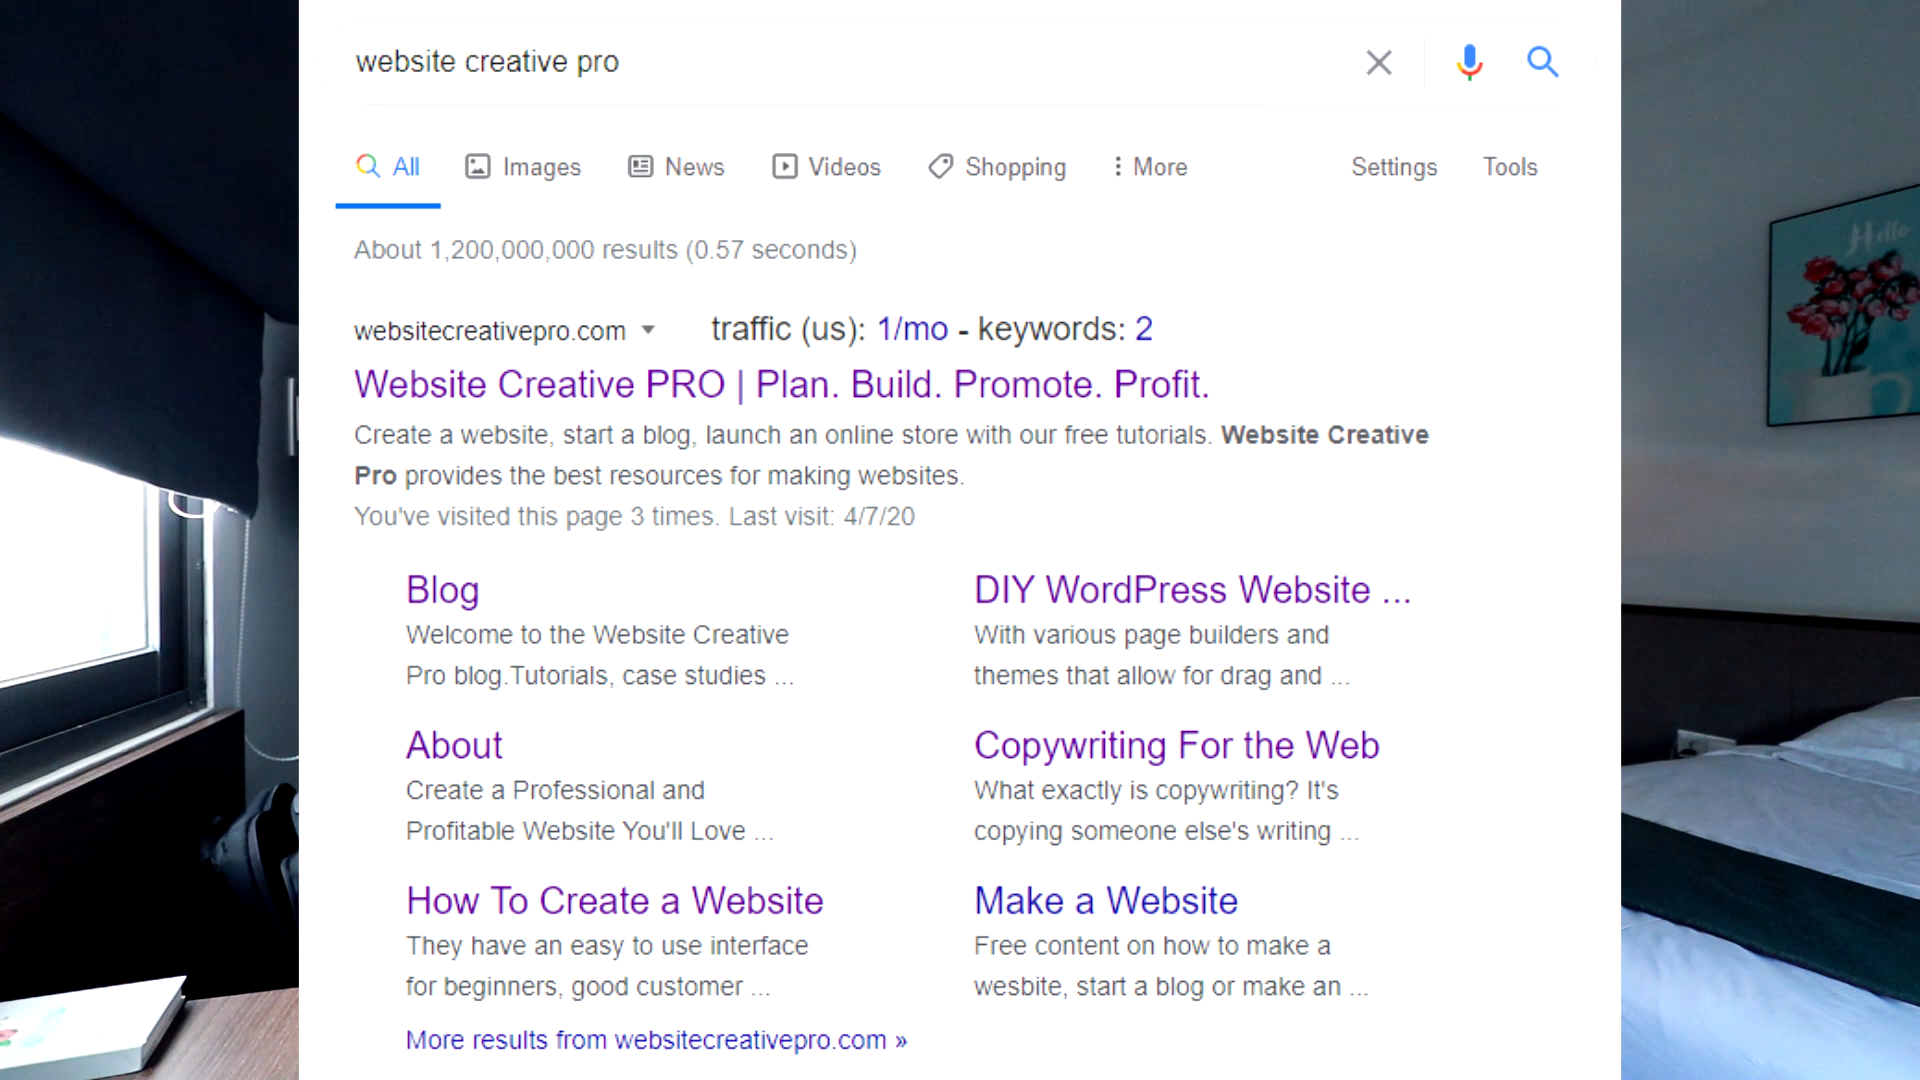 website creative pro
All Images News Videos Shopping More Settings Tools
About 1,200,000,000 results (0.57 seconds)
websitecreativepro.com traffic (us): 1/mo - keywords: 2
Website Creative PRO | Plan. Build. Promote. Profit.
Create a website, start a blog, launch an online store with our free tutorials. Website Creative
Pro provides the best resources for making websites.
You've visited this page 3 times. Last visit: 4/7/20
Blog
Welcome to the Website Creative
Pro blog.Tutorials, case studies ...
DIY WordPress Website ...
With various page builders and
themes that allow for drag and ...
About
Create a Professional and
Profitable Website You'll Love ...
Copywriting For the Web
What exactly is copywriting? It's
copying someone else's writing ...
How To Create a Website
They have an easy to use interface
for beginners, good customer ...
Make a Website
Free content on how to make a
wesbite, start a blog or make an ...
More results from websitecreativepro.com »
Hello